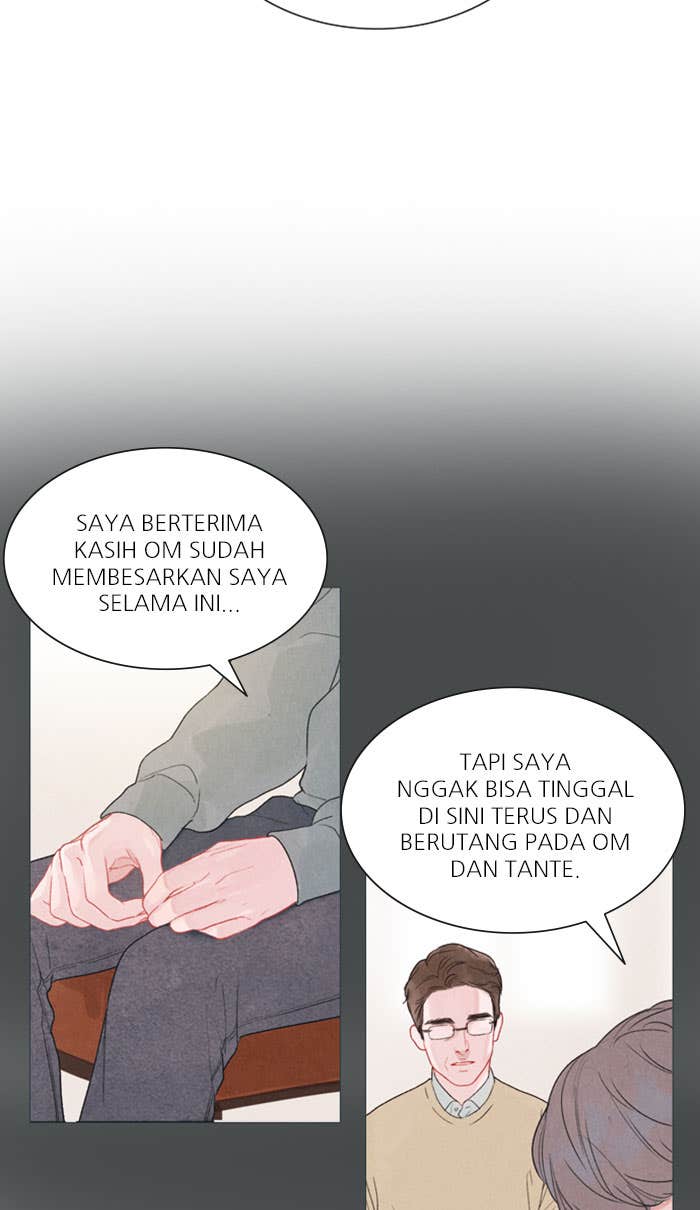 SAYA BERTERIMA
KASIH OM SUDAH
MEMBESARKAN SAYA
SELAMA INI...
TAPI SAYA
NGGAK BISA TINGGAL
DI SINI TERUS DAN
BERUTANG PADA OM
DAN TANTE.